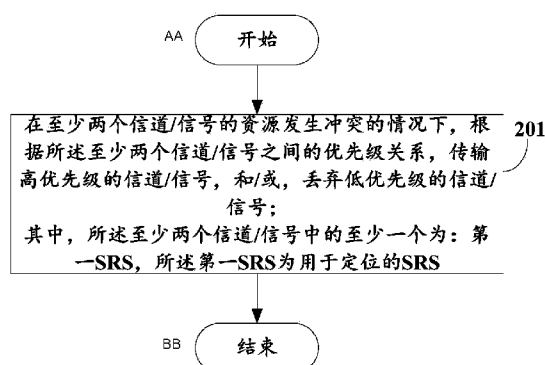 AA
开始
在至少两个信道/信号的资源发生冲突的情况下，根
据所述至少两个信道/信号之间的优先级关系，传输
高优先级的信道/信号，和/或，丢弃低优先级的信道/
信号；
其中，所述至少两个信道/信号中的至少一个为：第
一SRS，所述第一SRS为用于定位的SRS
201
BB
结束